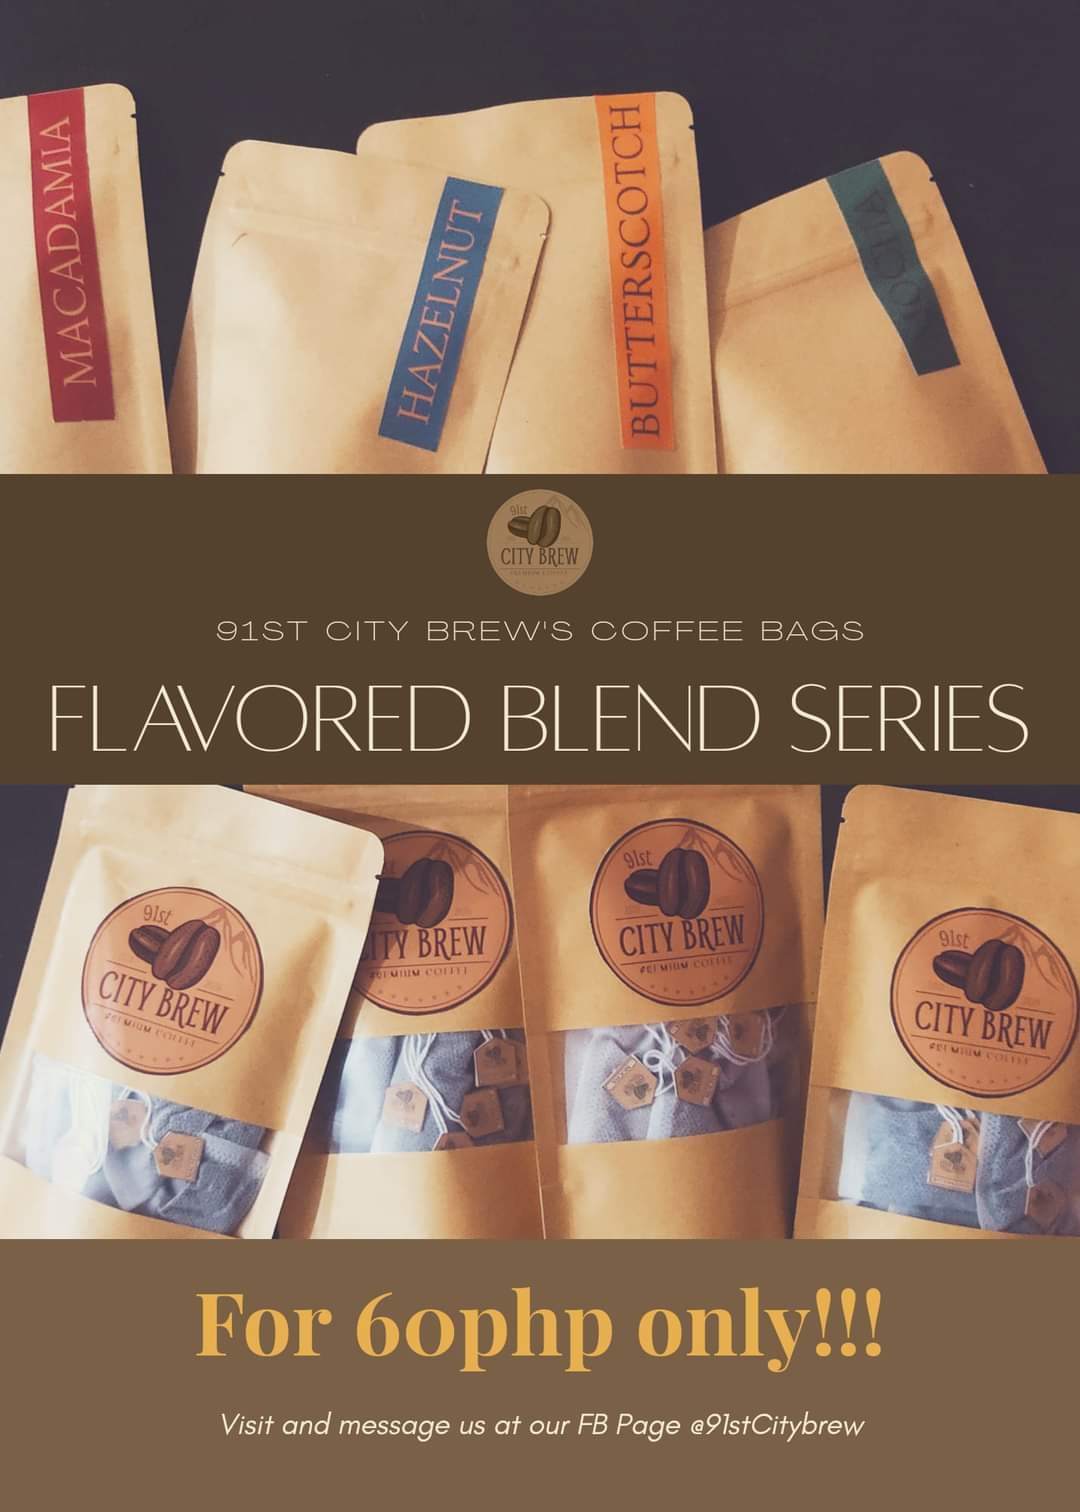 MACADAMIA
HAZELNUT
BUTTERSCOTCH
91st
CITY BREW
PREMIUM COFFEE
91ST CITY BREW'S COFFEE BAGS
FLAVORED BLEND SERIES
91st
CITY BREW
PREMIUM COFFEE
CITY BREW
PREMIUM COFFEE
91st
CITY BREW
PREMIUM COFFEE
91st
CITY BREW
PREMIUM COFFEE
For 60php only!!!
Visit and message us at our FB Page @91stCitybrew